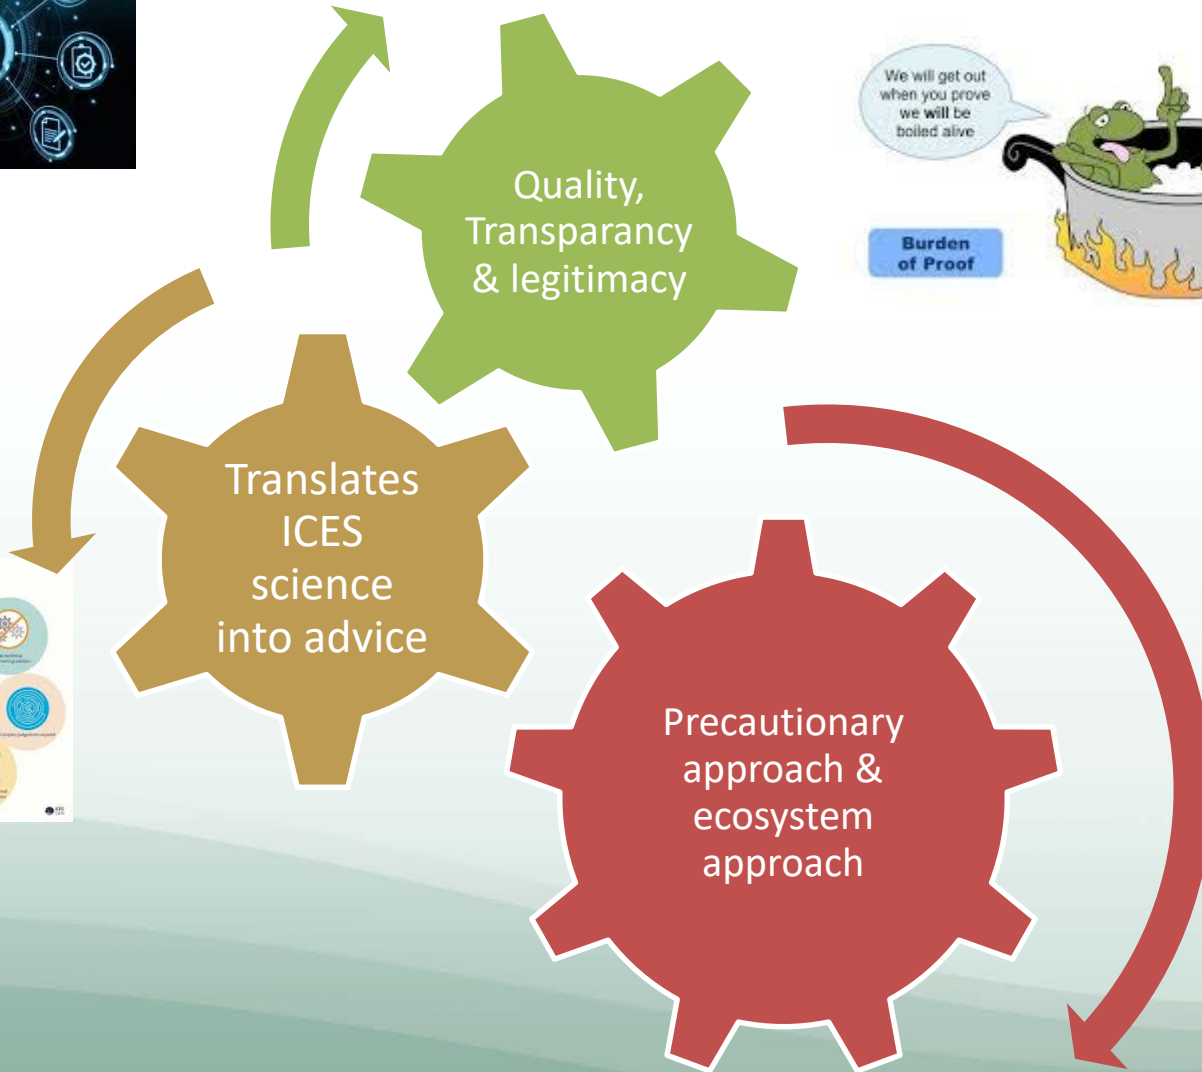 We will get out
when you prove
we will be
boiled alive
Burden
of Proof
Quality,
Transparancy
& legitimacy
Translates
ICES
science
into advice
Precautionary
approach &
ecosystem
approach